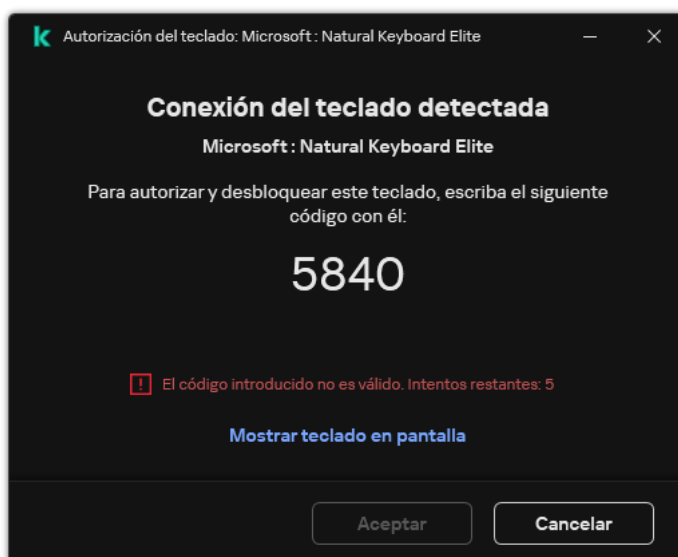 Autorización del teclado: Microsoft : Natural Keyboard Elite
Conexión del teclado detectada
Microsoft : Natural Keyboard Elite
Para autorizar y desbloquear este teclado, escriba el siguiente
código con él:
5840
El código introducido no es válido. Intentos restantes: 5
Mostrar teclado en pantalla
Aceptar
Cancelar